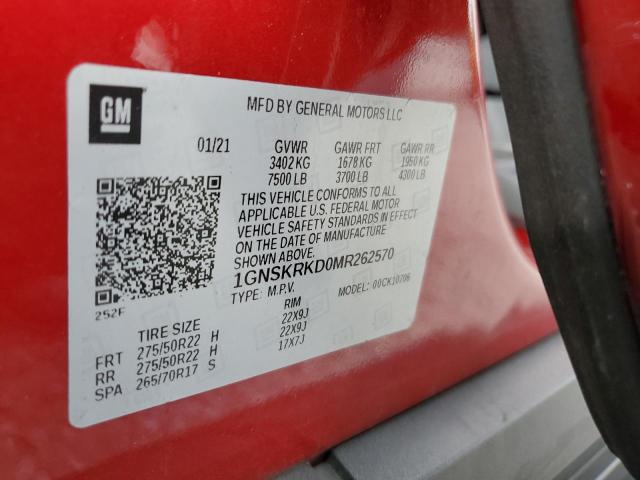 GM
MFD BY GENERAL MOTORS LLC
01/21 GVWR GAWR FRT GAWR RR
3402 KG 1678 KG 1950 KG
7500 LB 3700 LB 4300 LB
THIS VEHICLE CONFORMS TO ALL
APPLICABLE U.S. FEDERAL MOTOR
VEHICLE SAFETY STANDARDS IN EFFECT
ON THE DATE OF MANUFACTURE
SHOWN ABOVE.
1GNSKRKD0MR262570
TYPE: M.P.V. MODEL: 00CK10706
252F
TIRE SIZE RIM
FRT 275/50R22 H 22X9J
RR 275/50R22 H 22X9J
SPA 265/70R17 S 17X7J